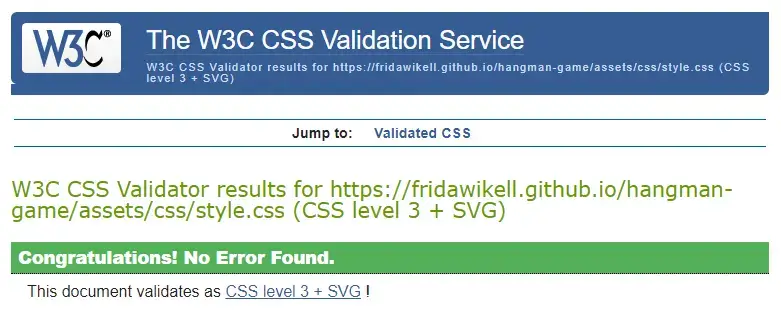 W3C®
The W3C CSS Validation Service
W3C CSS Validator results for https://fridawikell.github.io/hangman-game/assets/css/style.css (CSS
level 3 + SVG)
Jump to: Validated CSS
W3C CSS Validator results for https://fridawikell.github.io/hangman-
game/assets/css/style.css (CSS level 3 + SVG)
Congratulations! No Error Found.
This document validates as CSS level 3 + SVG !